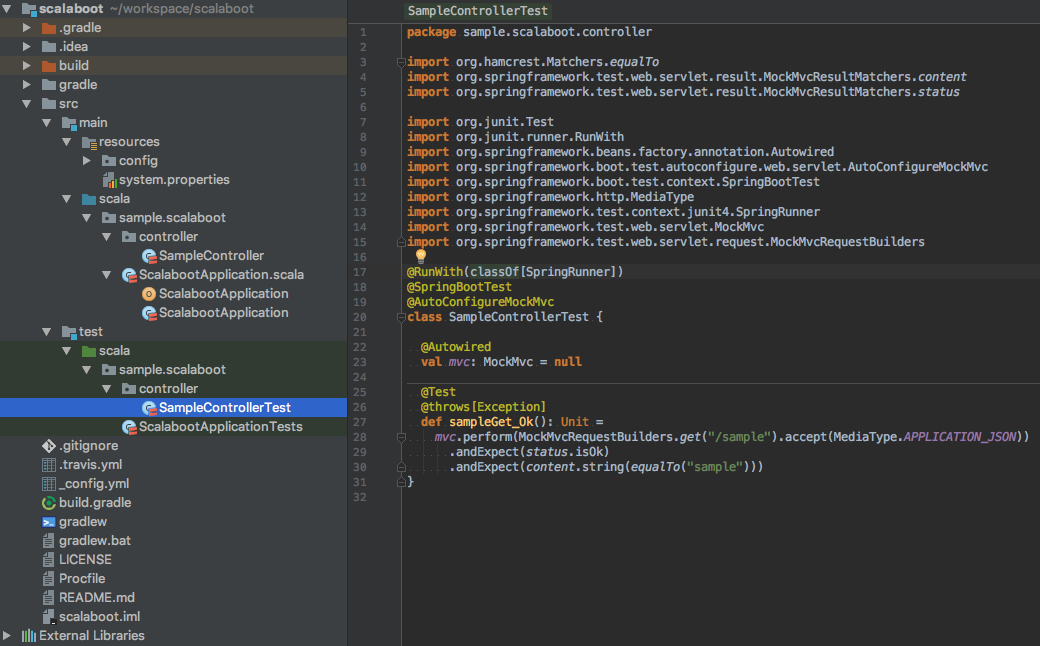 scalaboot ~/workspace/scalaboot
.gradle
.idea
build
gradle
src
main
resources
config
system.properties
scala
sample.scalaboot
controller
SampleController
ScalabootApplication.scala
ScalabootApplication
ScalabootApplication
test
scala
sample.scalaboot
controller
SampleControllerTest
ScalabootApplicationTests
.gitignore
.travis.yml
_config.yml
build.gradle
gradlew
gradlew.bat
LICENSE
Procfile
README.md
scalaboot.iml
External Libraries
SampleControllerTest
1 package sample.scalaboot.controller
2
3 import org.hamcrest.Matchers.equalTo
4 import org.springframework.test.web.servlet.result.MockMvcResultMatchers.content
5 import org.springframework.test.web.servlet.result.MockMvcResultMatchers.status
6
7 import org.junit.Test
8 import org.junit.runner.RunWith
9 import org.springframework.beans.factory.annotation.Autowired
10 import org.springframework.boot.test.autoconfigure.web.servlet.AutoConfigureMockMvc
11 import org.springframework.boot.test.context.SpringBootTest
12 import org.springframework.http.MediaType
13 import org.springframework.test.context.junit4.SpringRunner
14 import org.springframework.test.web.servlet.MockMvc
15 import org.springframework.test.web.servlet.request.MockMvcRequestBuilders
16
17 @RunWith(classOf[SpringRunner])
18 @SpringBootTest
19 @AutoConfigureMockMvc
20 class SampleControllerTest {
21
22 @Autowired
23 val mvc: MockMvc = null
24
25 @Test
26 @throws[Exception]
27 def sampleGet_Ok(): Unit =
28 mvc.perform(MockMvcRequestBuilders.get("/sample").accept(MediaType.APPLICATION_JSON))
29 .andExpect(status.isOk)
30 .andExpect(content.string(equalTo("sample")))
31 }
32